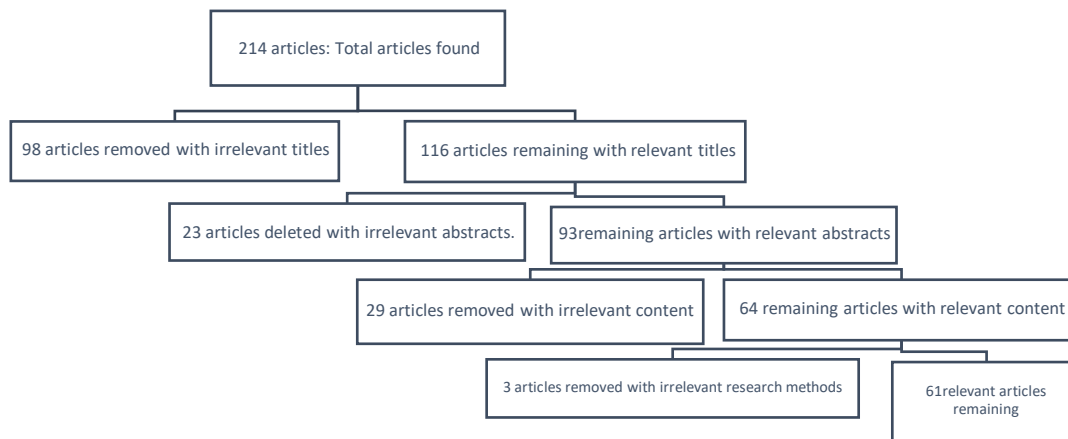 214 articles: Total articles found
98 articles removed with irrelevant titles
116 articles remaining with relevant titles
23 articles deleted with irrelevant abstracts.
93remaining articles with relevant abstracts
29 articles removed with irrelevant content
64 remaining articles with relevant content
3 articles removed with irrelevant research methods
61relevant articles
remaining